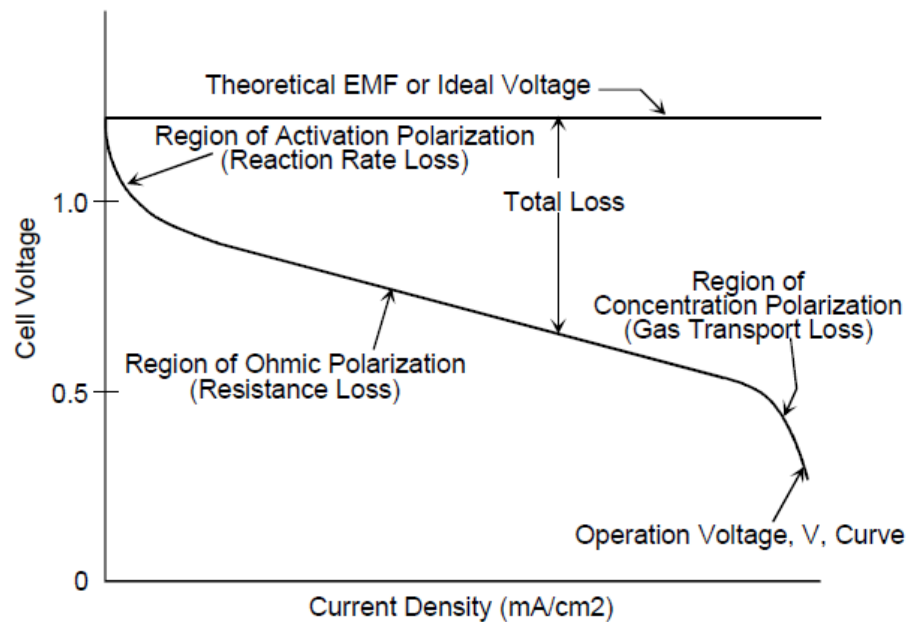 Theoretical EMF or Ideal Voltage
Region of Activation Polarization
(Reaction Rate Loss)
1.0
Total Loss
Cell Voltage
Region of
Concentration Polarization
(Gas Transport Loss)
Region of Ohmic Polarization
(Resistance Loss)
0.5
Operation Voltage, V, Curve
0
Current Density (mA/cm2)